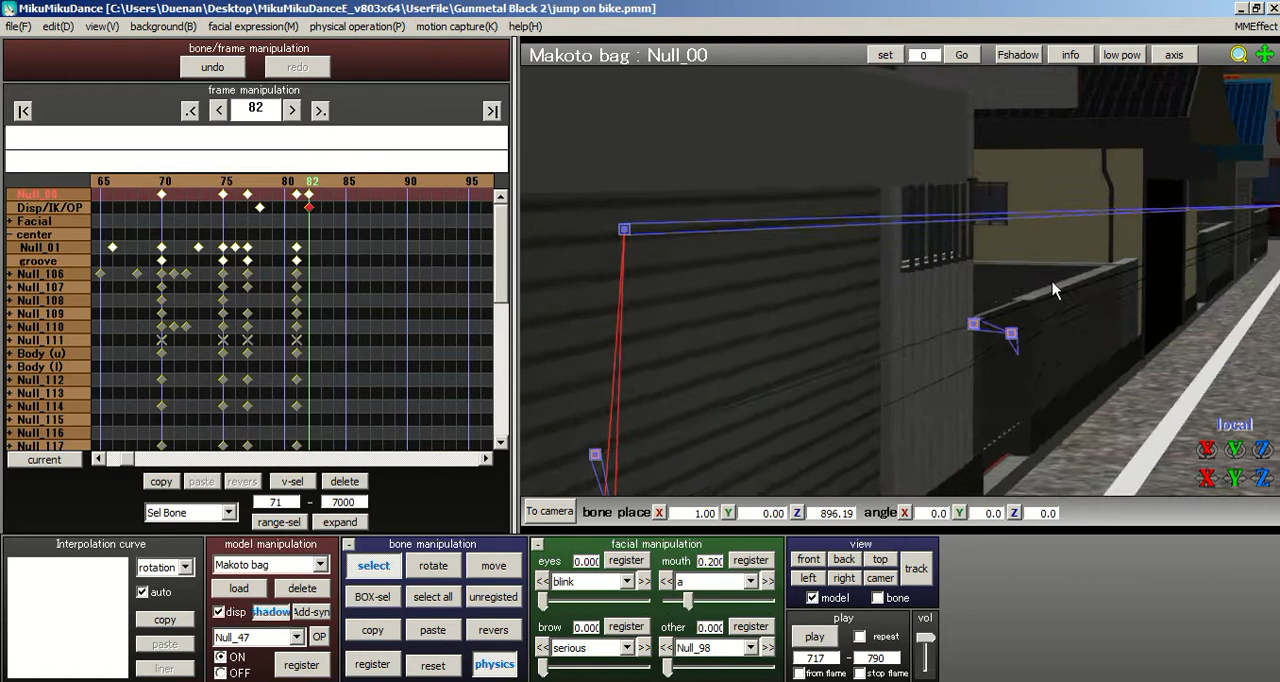 MikuMikuDance [C:\Users\Duenan\Desktop\MikuMikuDanceE_v803x64\UserFile\Gunmetal Black 2\jump on bike.pmm]
file(F) edit(D) view(V) background(B) facial expression(M) physical operation(P) motion capture(K) help(H) MMEffect
bone/frame manipulation
undo redo
frame manipulation
|< .< < 82 > >. >|
65 70 75 80 82 85 90 95
Null_00
Disp/IK/OP
+ Facial
- center
Null_01
groove
+ Null_106
+ Null_107
+ Null_108
+ Null_109
+ Null_110
+ Null_111
+ Body (u)
+ Body (l)
+ Null_112
+ Null_113
+ Null_114
+ Null_115
+ Null_116
+ Null_117
current
copy paste revers v-sel delete
Sel Bone 71 - 7000
range-sel expand
Makoto bag : Null_00 set 0 Go Fshadow info low pow axis
local
X Y Z
X Y Z
To camera bone place X 1.00 Y 0.00 Z 896.19 angle X 0.0 Y 0.0 Z 0.0
Interpolation curve
rotation
auto
copy
paste
liner
model manipulation
Makoto bag
load delete
disp shadow Add-syn
Null_47 OP
ON
OFF register
- bone manipulation
select rotate move
BOX-sel select all unregisted
copy paste revers
register reset physics
- facial manipulation
eyes 0.000 register mouth 0.200 register
<< blink >> << a >>
brow 0.000 register other 0.000 register
<< serious >> << Null_98 >>
view
front back top track
left right camer
model bone
play
play repeat
717 - 790
from flame stop flame
vol